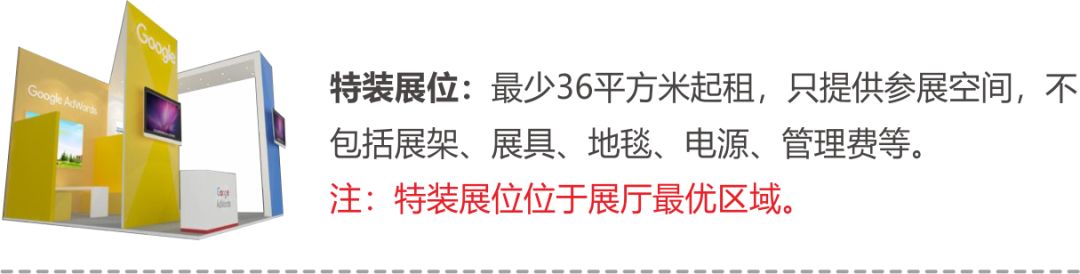 Google
Google AdWords
Google
AdWords
特装展位：最少36平方米起租，只提供参展空间，不
包括展架、展具、地毯、电源、管理费等。
注：特装展位位于展厅最优区域。